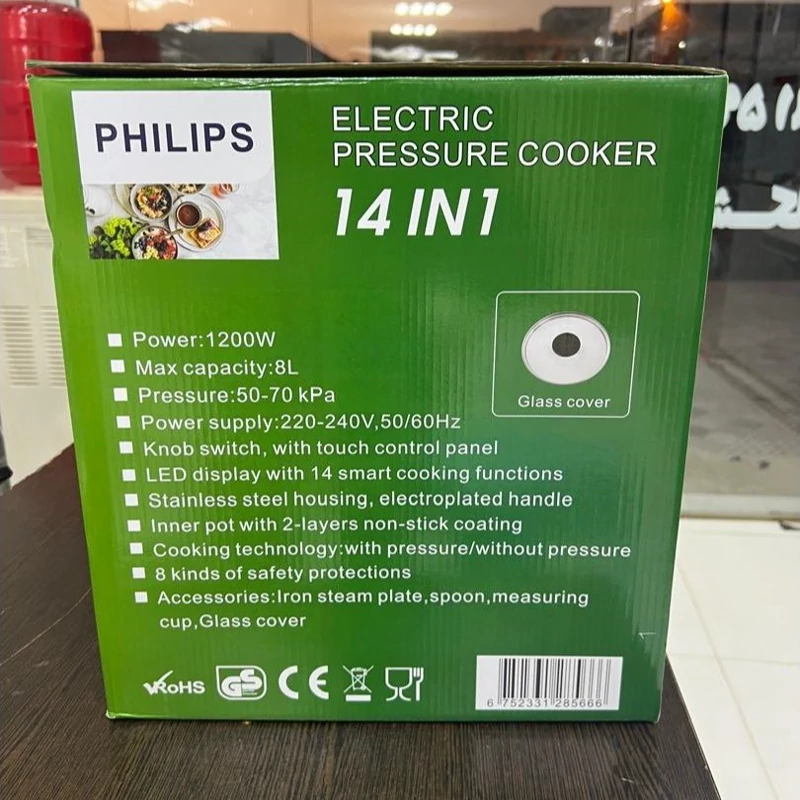 PHILIPS
ELECTRIC
PRESSURE COOKER
14 IN 1
Power:1200W
Max capacity:8L
Pressure:50-70 kPa
Power supply:220-240V,50/60Hz
Knob switch, with touch control panel
LED display with 14 smart cooking functions
Stainless steel housing, electroplated handle
Inner pot with 2-layers non-stick coating
Cooking technology:with pressure/without pressure
8 kinds of safety protections
Accessories:Iron steam plate,spoon,measuring
cup,Glass cover
Glass cover
RoHS
GS
CE
6 752331 285666